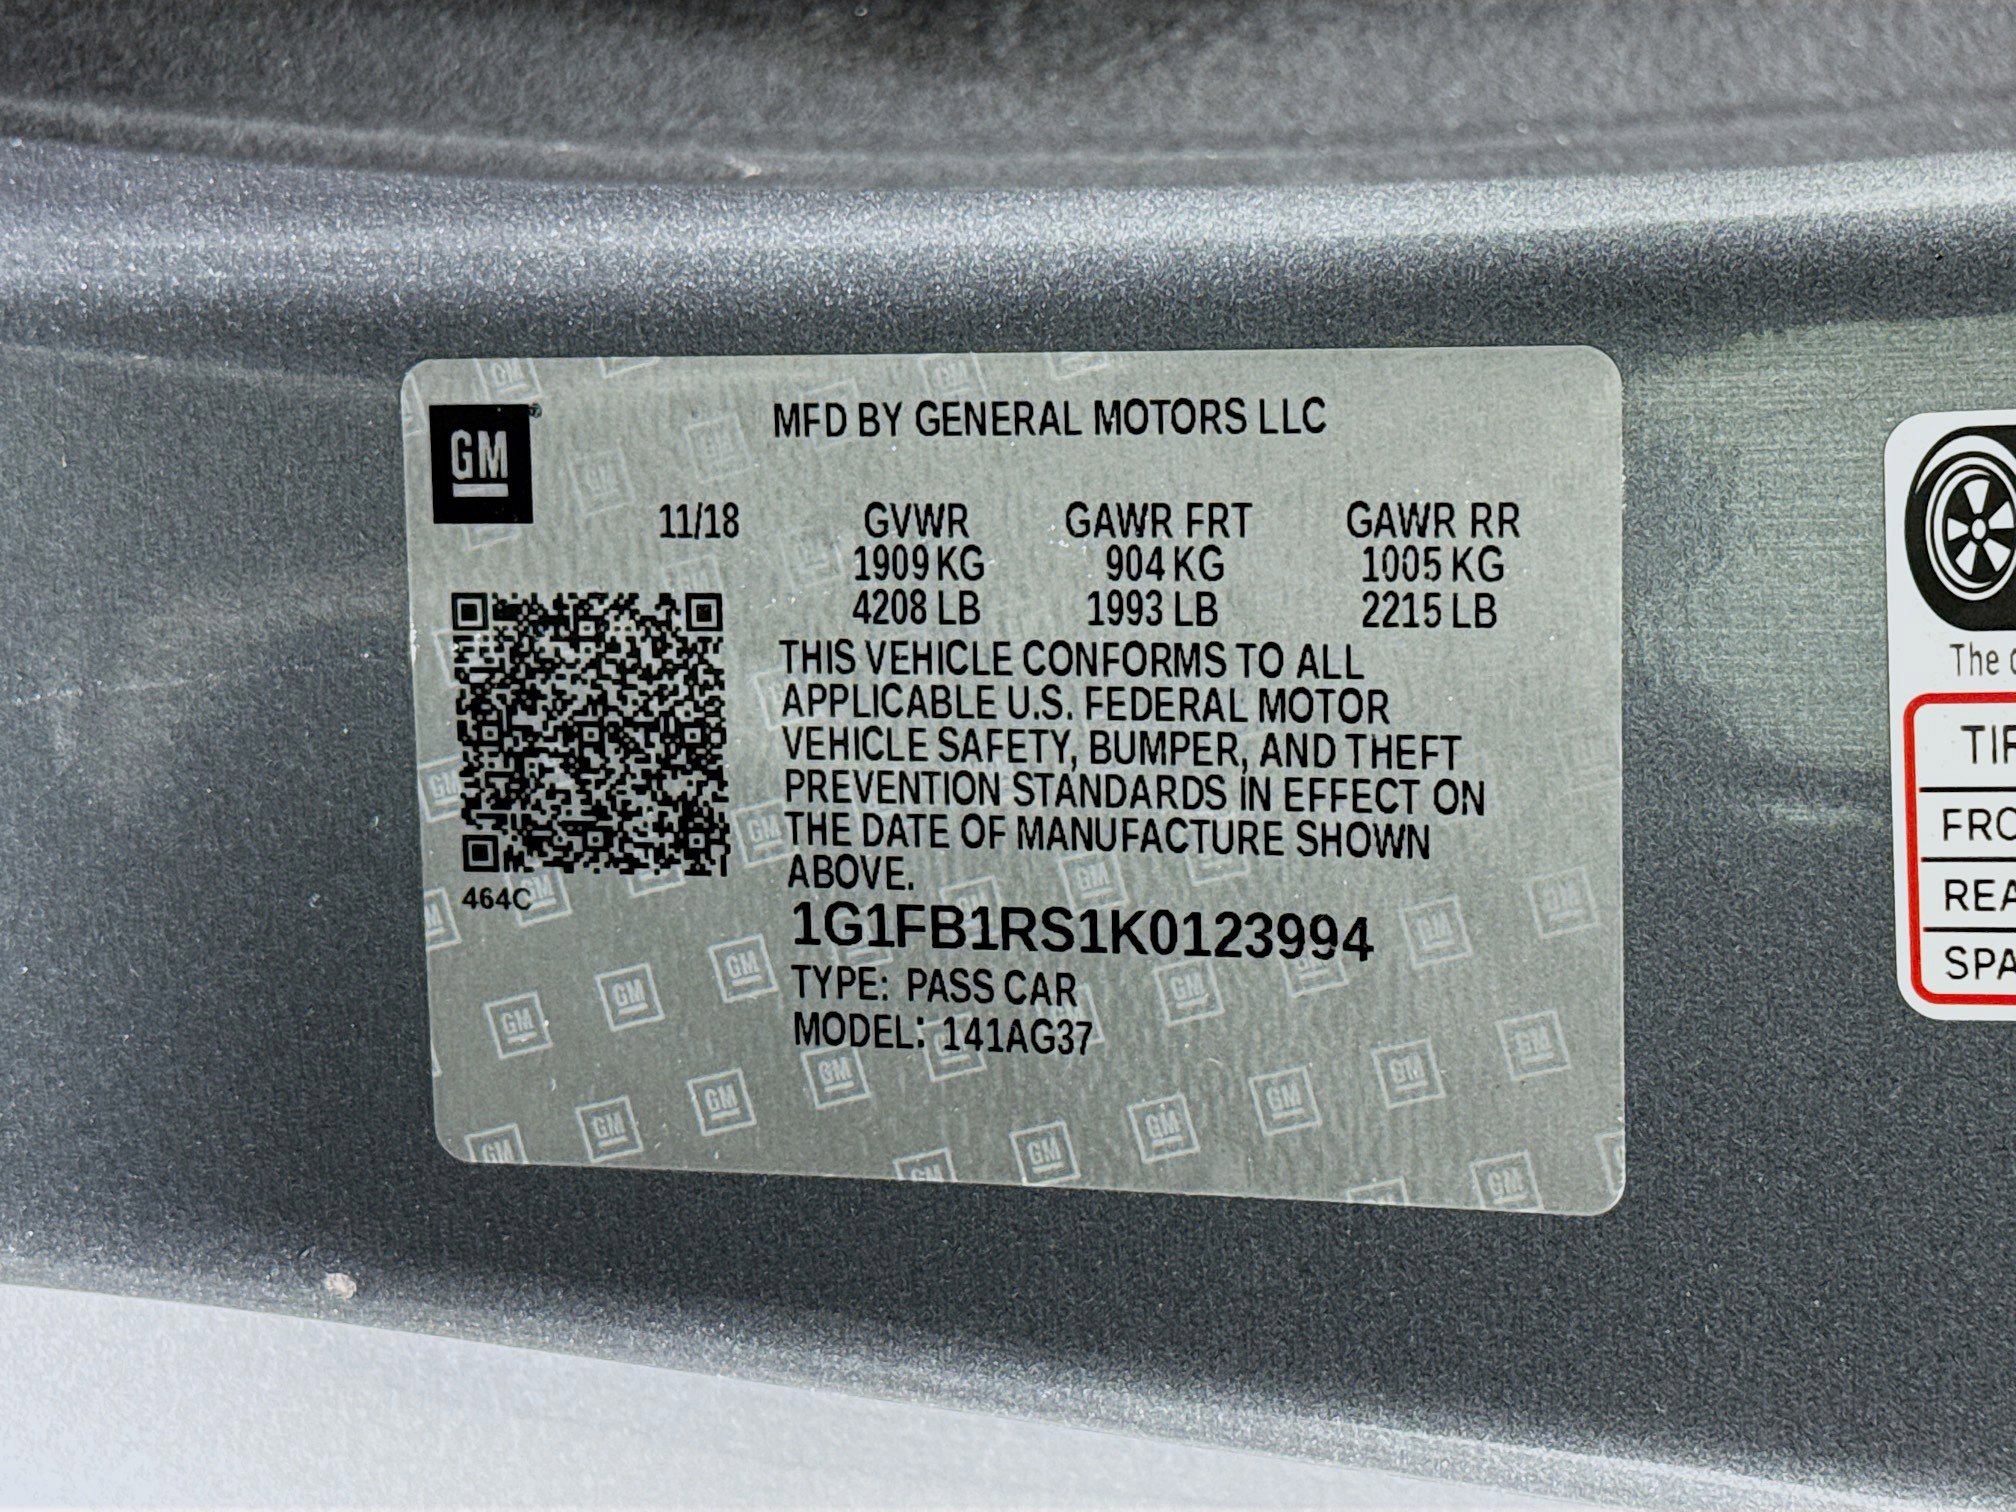 MFD BY GENERAL MOTORS LLC
GM
11/18 GVWR GAWR FRT GAWR RR
1909 KG 904 KG 1005 KG
4208 LB 1993 LB 2215 LB
THIS VEHICLE CONFORMS TO ALL
APPLICABLE U.S. FEDERAL MOTOR
VEHICLE SAFETY, BUMPER, AND THEFT
PREVENTION STANDARDS IN EFFECT ON
THE DATE OF MANUFACTURE SHOWN
ABOVE.
464C
1G1FB1RS1K0123994
TYPE: PASS CAR
MODEL: 141AG37
The
TIR
FRO
REA
SPA